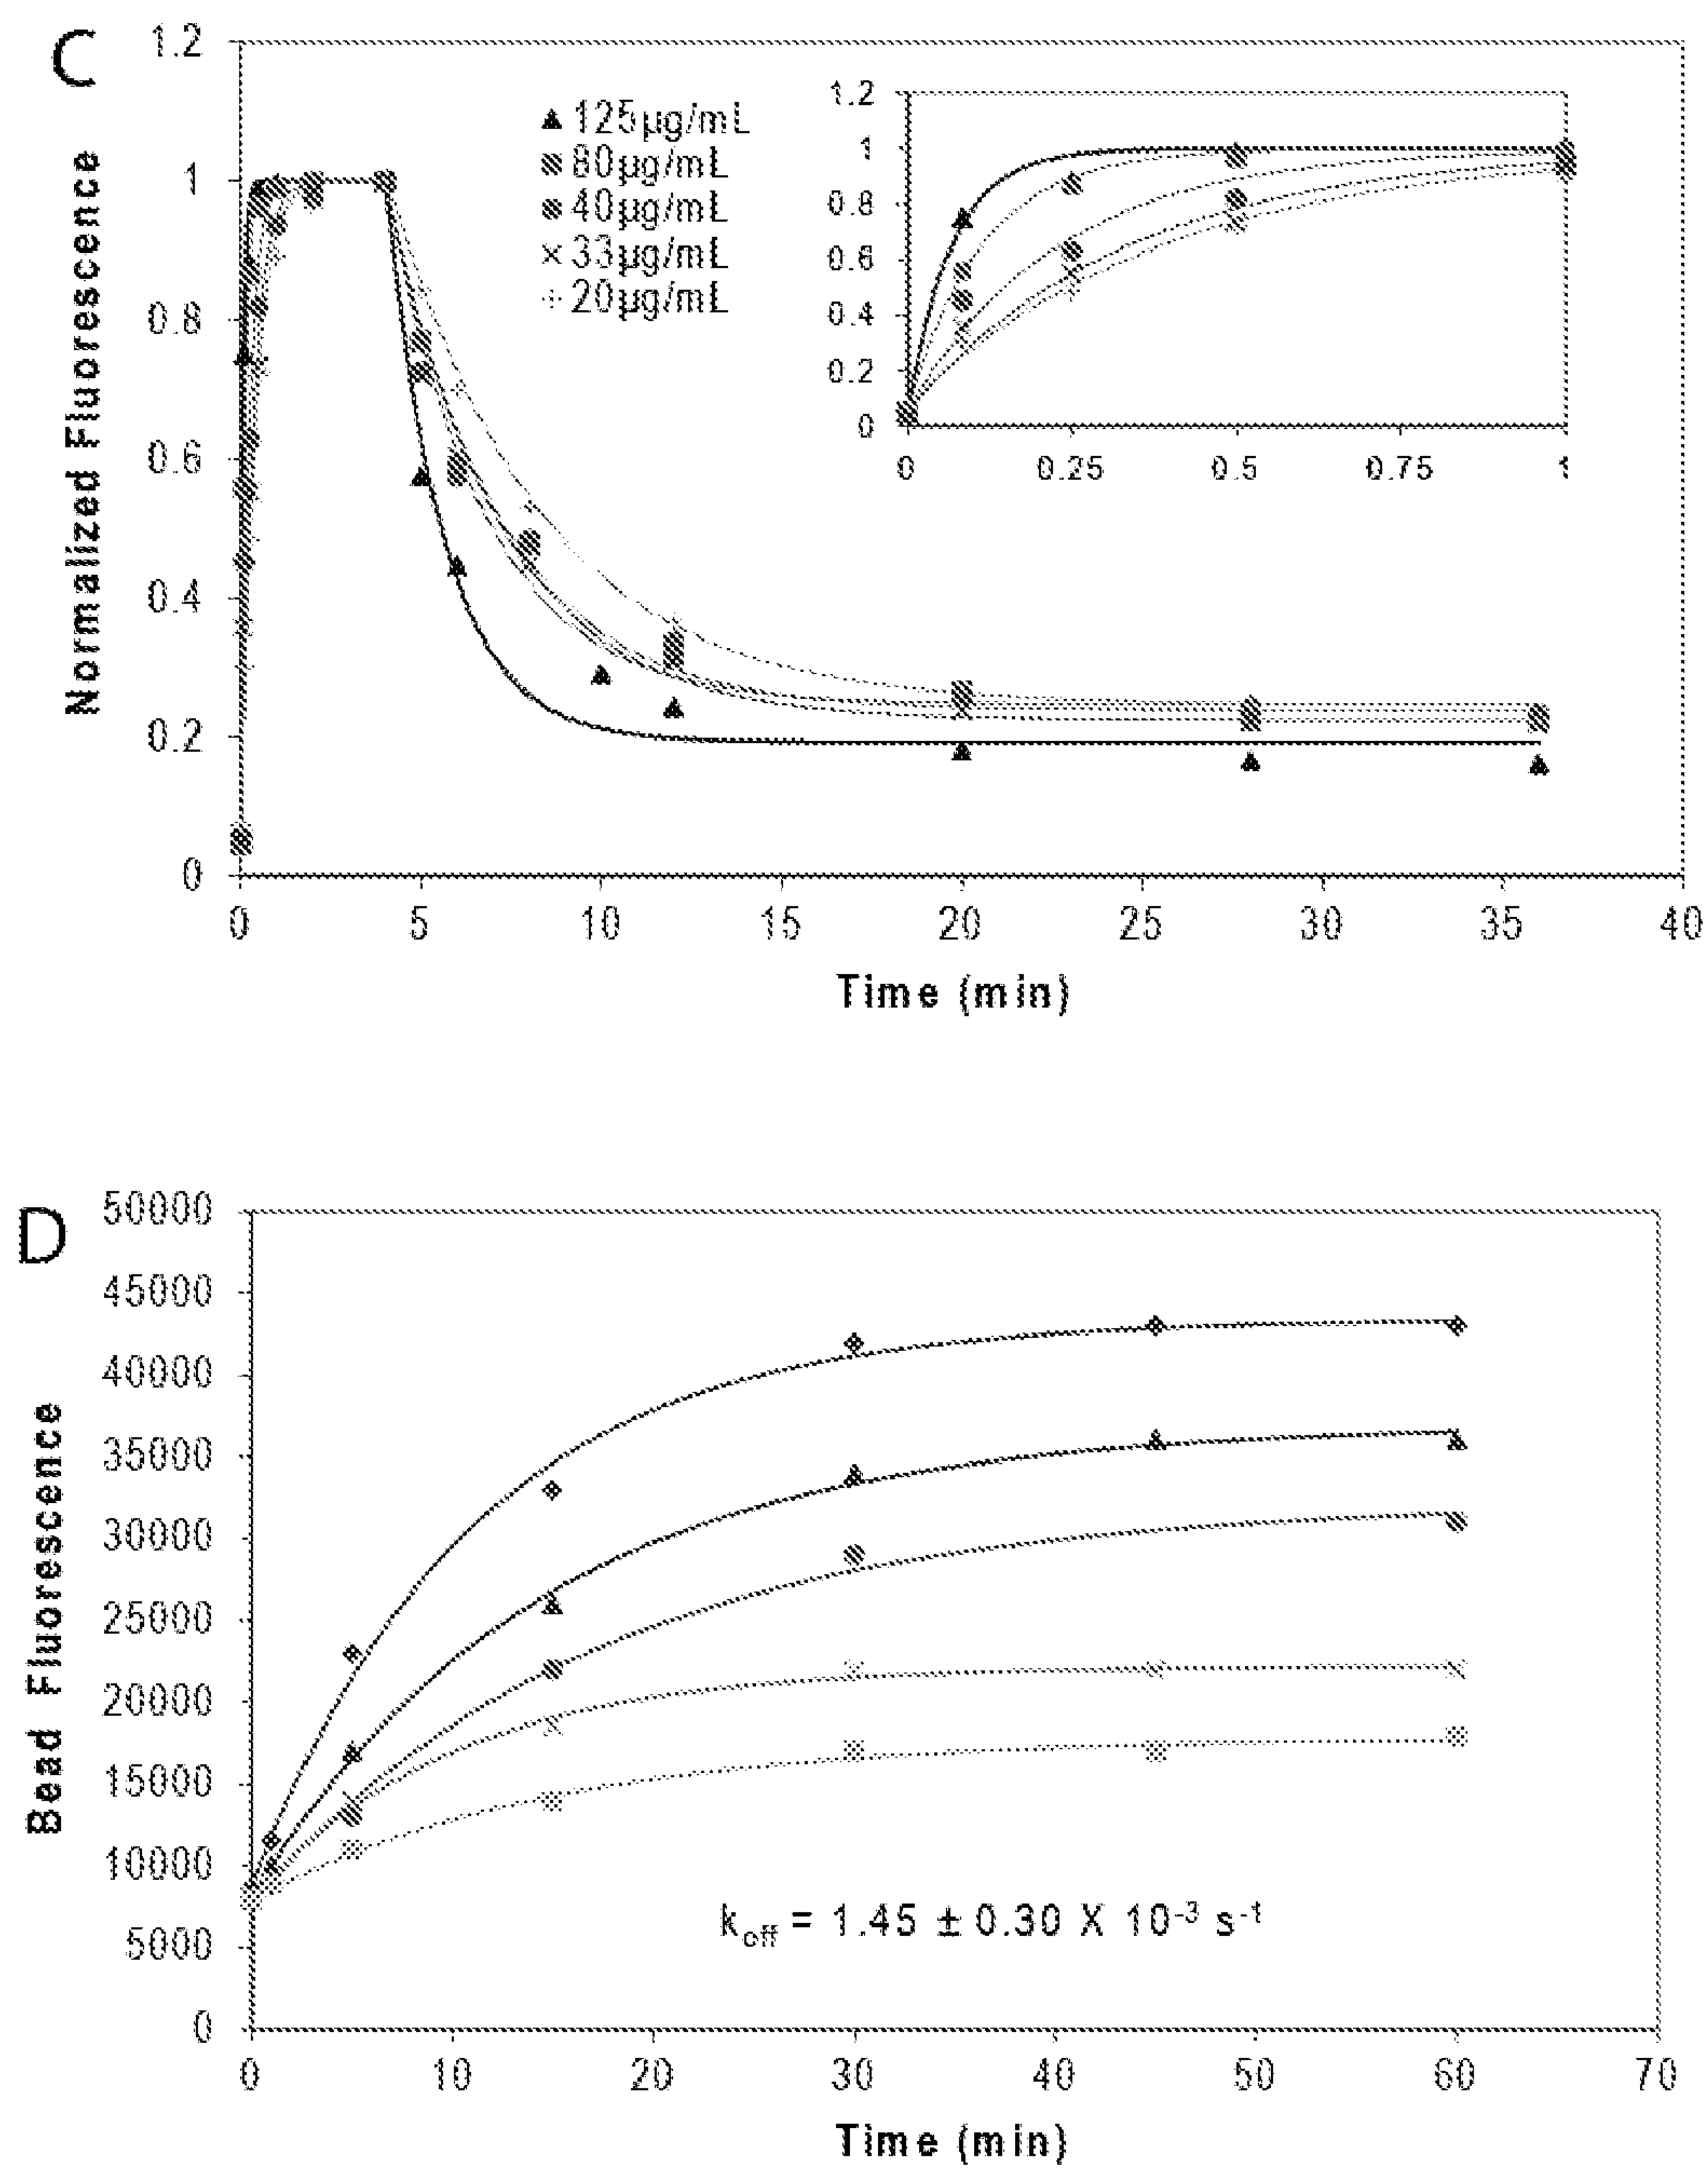 C
1.2
1
0.8
0.6
0.4
0.2
0
Normalized Fluorescence
125µg/mL
80µg/mL
40µg/mL
33µg/mL
20µg/mL
1.2
1
0.8
0.6
0.4
0.2
0
0 0.25 0.5 0.75 1
0 5 10 15 20 25 30 35 40
Time (min)
D
50000
45000
40000
35000
30000
25000
20000
15000
10000
5000
0
Bead Fluorescence
k_off = 1.45 ± 0.30 X 10⁻³ s⁻¹
0 10 20 30 40 50 60 70
Time (min)